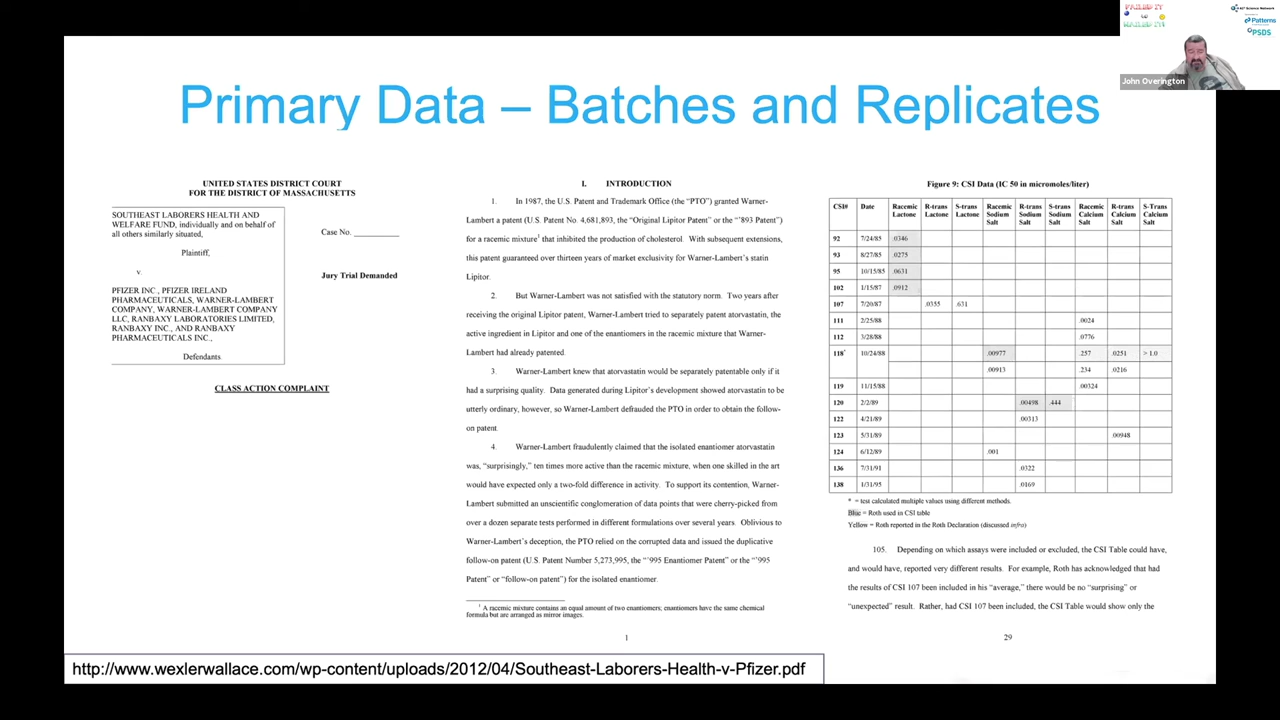 FAILED IT
to
NAILED IT!
AI4 Science Network
Patterns
PSDS
John Overington
Primary Data – Batches and Replicates
UNITED STATES DISTRICT COURT
FOR THE DISTRICT OF MASSACHUSETTS
SOUTHEAST LABORERS HEALTH AND
WELFARE FUND, individually and on behalf of
all others similarly situated,
Plaintiff,
v.
PFIZER INC., PFIZER IRELAND
PHARMACEUTICALS, WARNER-LAMBERT
COMPANY, WARNER-LAMBERT COMPANY
LLC, RANBAXY LABORATORIES LIMITED,
RANBAXY INC., AND RANBAXY
PHARMACEUTICALS INC.,
Defendants
Case No. __________
Jury Trial Demanded
CLASS ACTION COMPLAINT
I. INTRODUCTION
1. In 1987, the U.S. Patent and Trademark Office (the “PTO”) granted Warner-
Lambert a patent (U.S. Patent No. 4,681,893, the “Original Lipitor Patent” or the “’893 Patent”)
for a racemic mixture1 that inhibited the production of cholesterol. With subsequent extensions,
this patent guaranteed over thirteen years of market exclusivity for Warner-Lambert’s statin
Lipitor.
2. But Warner-Lambert was not satisfied with the statutory norm. Two years after
receiving the original Lipitor patent, Warner-Lambert tried to separately patent atorvastatin, the
active ingredient in Lipitor and one of the enantiomers in the racemic mixture that Warner-
Lambert had already patented.
3. Warner-Lambert knew that atorvastatin would be separately patentable only if it
had a surprising quality. Data generated during Lipitor’s development showed atorvastatin to be
utterly ordinary, however, so Warner-Lambert defrauded the PTO in order to obtain the follow-
on patent.
4. Warner-Lambert fraudulently claimed that the isolated enantiomer atorvastatin
was, “surprisingly,” ten times more active than the racemic mixture, when one skilled in the art
would have expected only a two-fold difference in activity. To support its contention, Warner-
Lambert submitted an unscientific conglomeration of data points that were cherry-picked from
over a dozen separate tests performed in different formulations over several years. Oblivious to
Warner-Lambert’s deception, the PTO relied on the corrupted data and issued the duplicative
follow-on patent (U.S. Patent Number 5,273,995, the “’995 Enantiomer Patent” or the “’995
Patent” or “follow-on patent”) for the isolated enantiomer.
1 A racemic mixture contains an equal amount of two enantiomers; enantiomers have the same chemical
formula but are arranged as mirror images.
1
Figure 9: CSI Data (IC 50 in micromoles/liter)
CSI# Date Racemic Lactone R-trans Lactone S-trans Lactone Racemic Sodium Salt R-trans Sodium Salt S-trans Sodium Salt Racemic Calcium Salt R-trans Calcium Salt S-Trans Calcium Salt
92 7/24/85 .0346
93 8/27/85 .0275
95 10/15/85 .0631
102 1/15/87 .0912
107 7/20/87 .0355 .631
111 2/25/88 .0024
112 3/28/88 .0776
118* 10/24/88 .00977 .257 .0251 > 1.0
.00913 .234 .0216
119 11/15/88 .00324
120 2/2/89 .00498 .444
122 4/21/89 .00313
123 5/31/89 .00948
124 6/12/89 .001
136 7/31/91 .0322
138 1/31/95 .0169
* = test calculated multiple values using different methods.
Blue = Roth used in CSI table
Yellow = Roth reported in the Roth Declaration (discussed infra)
105. Depending on which assays were included or excluded, the CSI Table could have,
and would have, reported very different results. For example, Roth has acknowledged that had
the results of CSI 107 been included in his “average,” there would be no “surprising” or
“unexpected” result. Rather, had CSI 107 been included, the CSI Table would show only the
29
http://www.wexlerwallace.com/wp-content/uploads/2012/04/Southeast-Laborers-Health-v-Pfizer.pdf